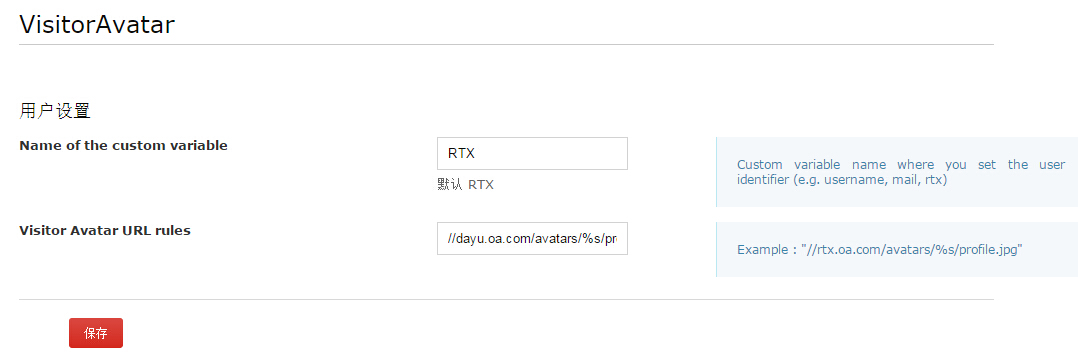 VisitorAvatar
用户设置
Name of the custom variable
RTX
默认 RTX
Custom variable name where you set the user
identifier (e.g. username, mail, rtx)
Visitor Avatar URL rules
//dayu.oa.com/avatars/%s/pr
Example : "//rtx.oa.com/avatars/%s/profile.jpg"
保存